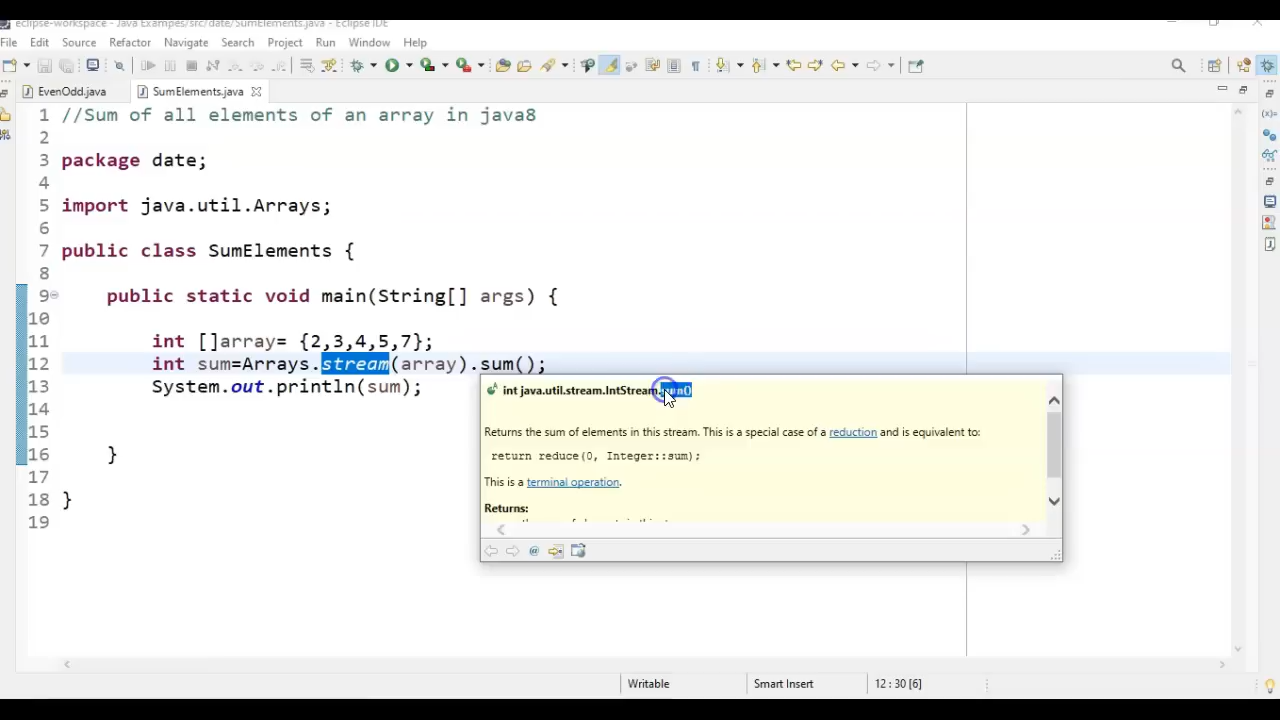 eclipse-workspace - Java Exampes/src/date/SumElements.java - Eclipse IDE
File Edit Source Refactor Navigate Search Project Run Window Help
EvenOdd.java SumElements.java
1 //Sum of all elements of an array in java8
2
3 package date;
4
5 import java.util.Arrays;
6
7 public class SumElements {
8
9 public static void main(String[] args) {
10
11 int []array= {2,3,4,5,7};
12 int sum=Arrays.stream(array).sum();
13 System.out.println(sum);
14
15
16 }
17
18 }
19
int java.util.stream.IntStream.sum()
Returns the sum of elements in this stream. This is a special case of a reduction and is equivalent to:
return reduce(0, Integer::sum);
This is a terminal operation.
Returns:
Writable Smart Insert 12 : 30 [6]